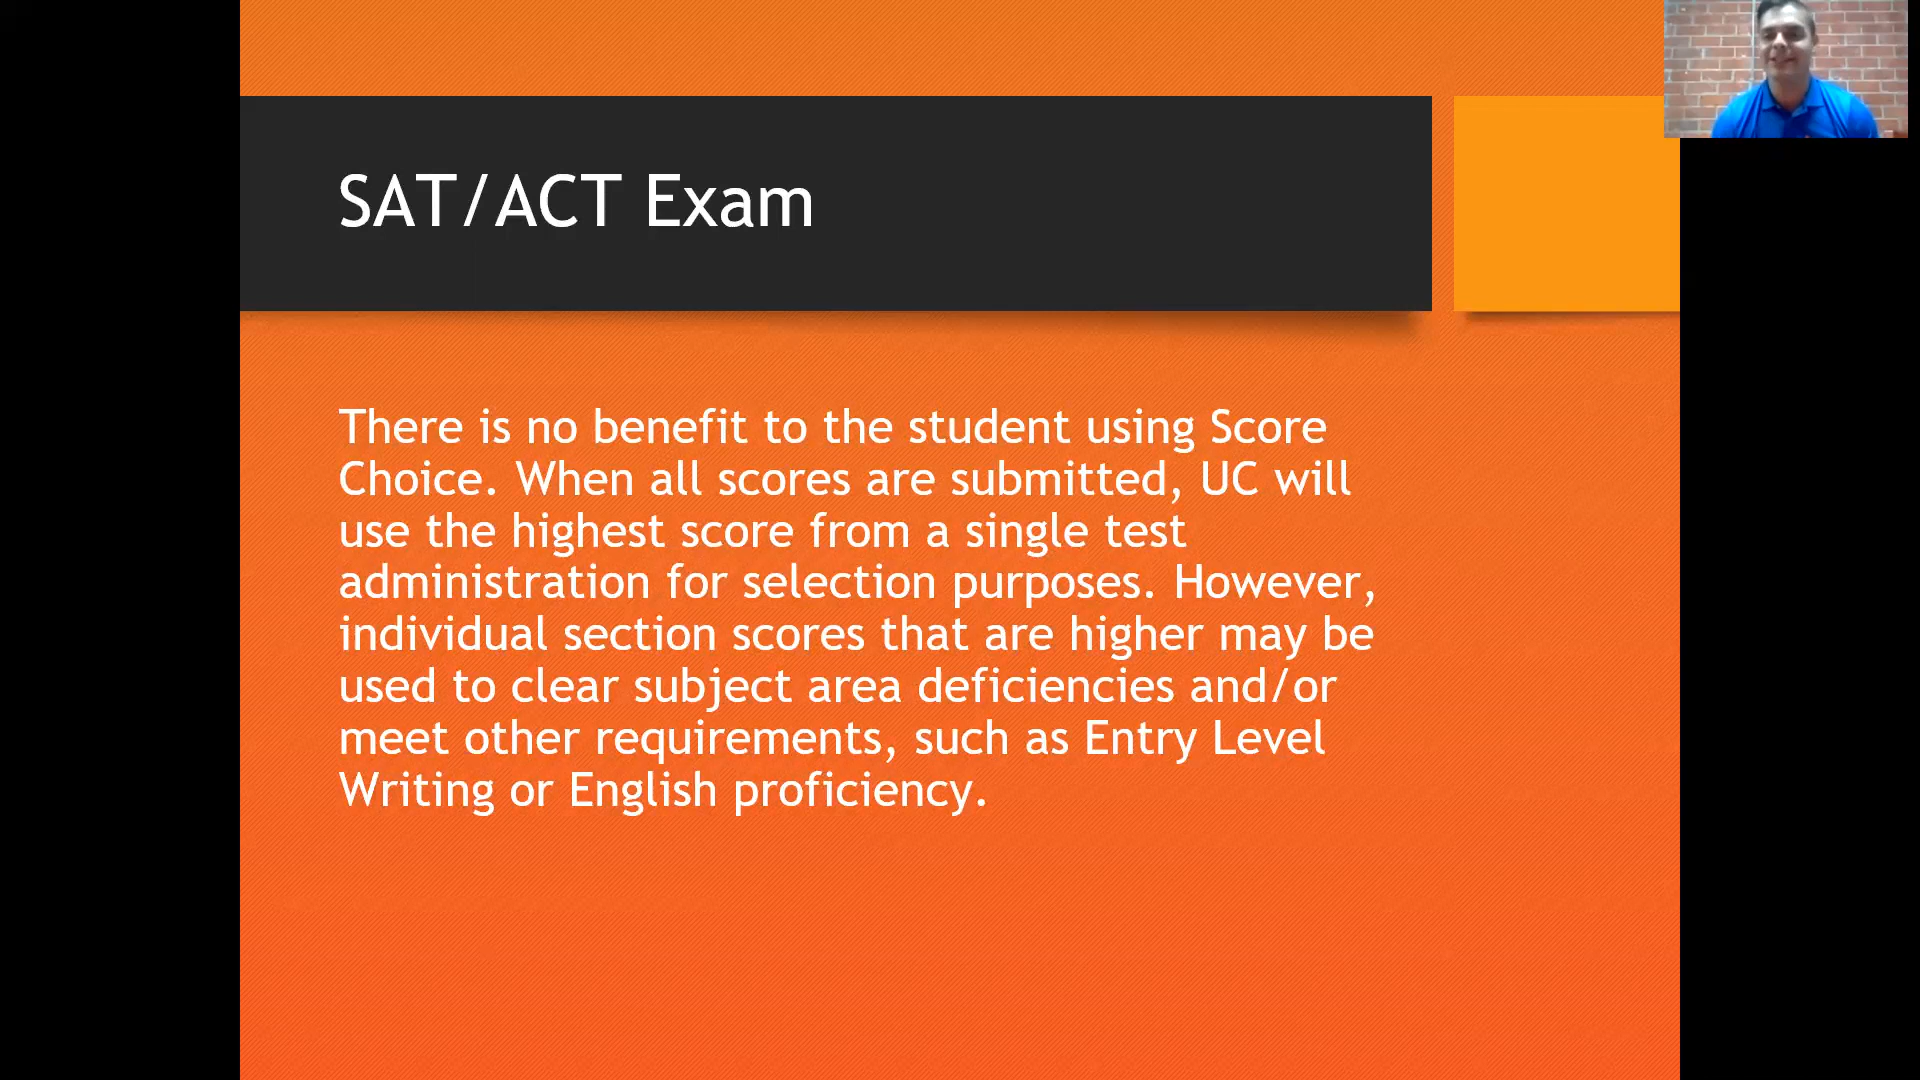 SAT/ACT Exam
There is no benefit to the student using Score
Choice. When all scores are submitted, UC will
use the highest score from a single test
administration for selection purposes. However,
individual section scores that are higher may be
used to clear subject area deficiencies and/or
meet other requirements, such as Entry Level
Writing or English proficiency.